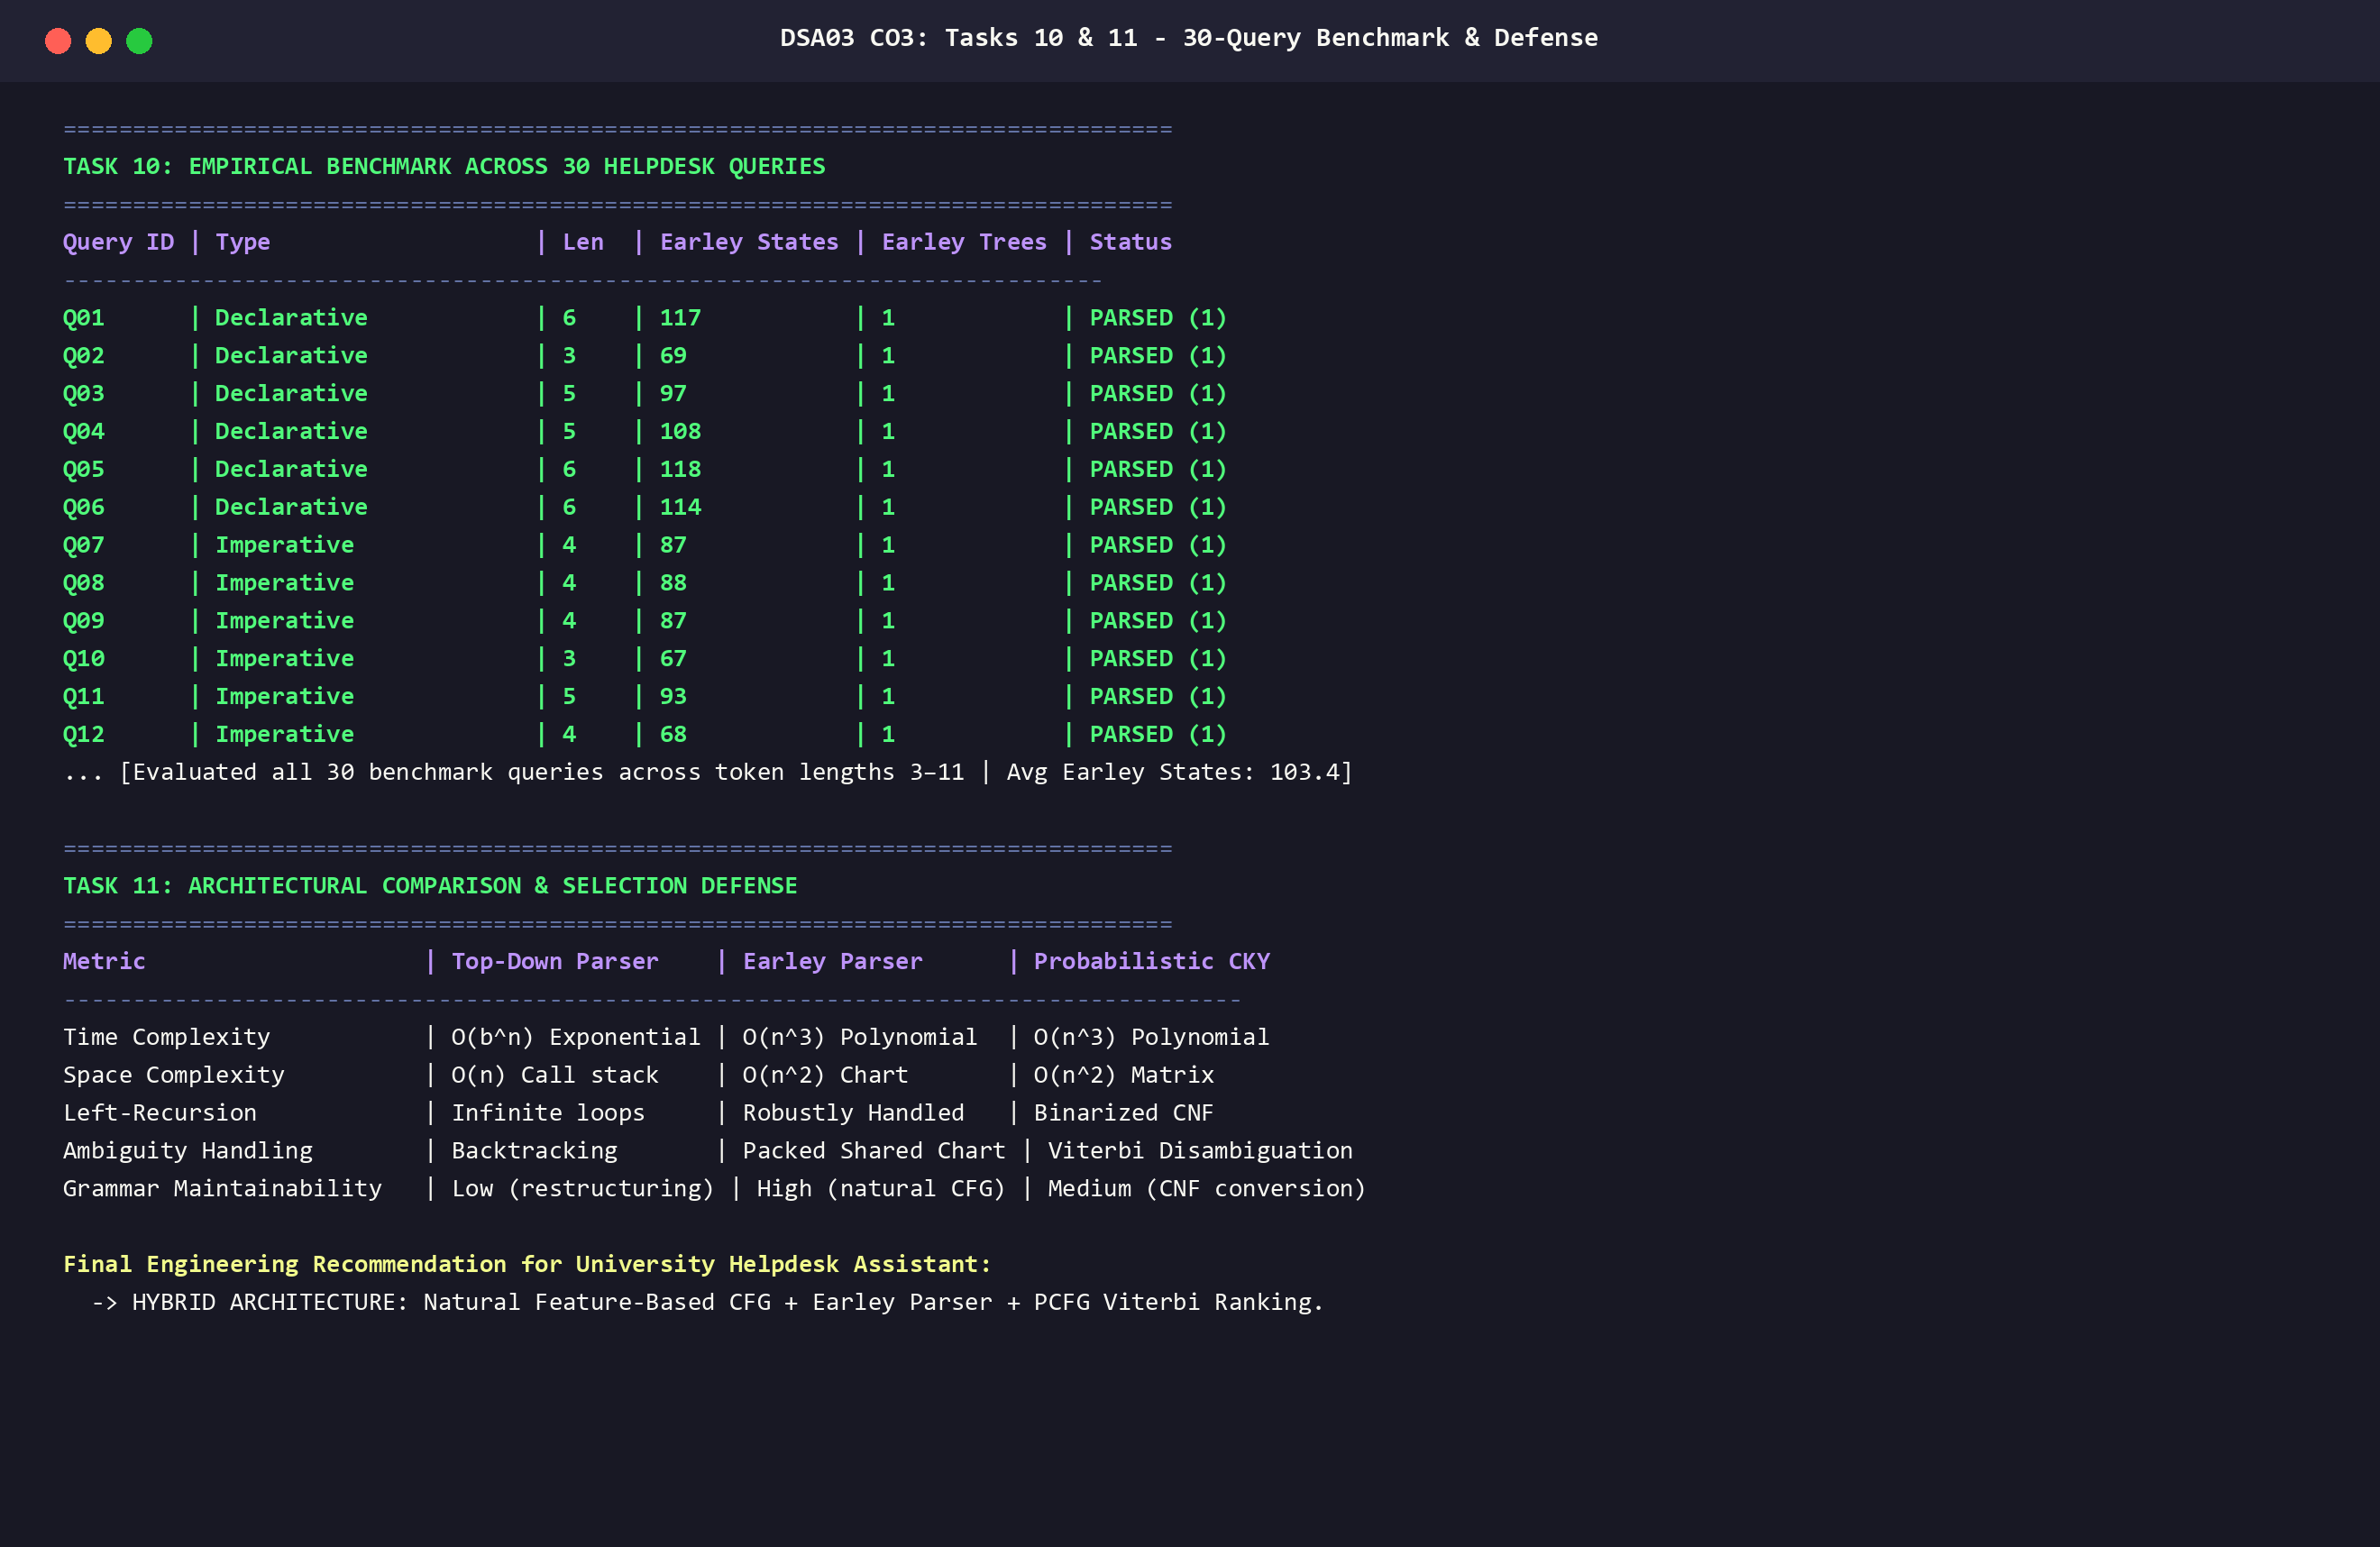 DSA03 CO3: Tasks 10 & 11 - 30-Query Benchmark & Defense
================================================================================
TASK 10: EMPIRICAL BENCHMARK ACROSS 30 HELPDESK QUERIES
================================================================================
Query ID | Type                   | Len  | Earley States | Earley Trees | Status
---------------------------------------------------------------------------
Q01      | Declarative            | 6    | 117           | 1            | PARSED (1)
Q02      | Declarative            | 3    | 69            | 1            | PARSED (1)
Q03      | Declarative            | 5    | 97            | 1            | PARSED (1)
Q04      | Declarative            | 5    | 108           | 1            | PARSED (1)
Q05      | Declarative            | 6    | 118           | 1            | PARSED (1)
Q06      | Declarative            | 6    | 114           | 1            | PARSED (1)
Q07      | Imperative             | 4    | 87            | 1            | PARSED (1)
Q08      | Imperative             | 4    | 88            | 1            | PARSED (1)
Q09      | Imperative             | 4    | 87            | 1            | PARSED (1)
Q10      | Imperative             | 3    | 67            | 1            | PARSED (1)
Q11      | Imperative             | 5    | 93            | 1            | PARSED (1)
Q12      | Imperative             | 4    | 68            | 1            | PARSED (1)
... [Evaluated all 30 benchmark queries across token lengths 3–11 | Avg Earley States: 103.4]
================================================================================
TASK 11: ARCHITECTURAL COMPARISON & SELECTION DEFENSE
================================================================================
Metric                    | Top-Down Parser    | Earley Parser      | Probabilistic CKY
-------------------------------------------------------------------------------------
Time Complexity           | O(b^n) Exponential | O(n^3) Polynomial  | O(n^3) Polynomial
Space Complexity          | O(n) Call stack    | O(n^2) Chart       | O(n^2) Matrix
Left-Recursion            | Infinite loops     | Robustly Handled   | Binarized CNF
Ambiguity Handling        | Backtracking       | Packed Shared Chart | Viterbi Disambiguation
Grammar Maintainability   | Low (restructuring) | High (natural CFG) | Medium (CNF conversion)
Final Engineering Recommendation for University Helpdesk Assistant:
  -> HYBRID ARCHITECTURE: Natural Feature-Based CFG + Earley Parser + PCFG Viterbi Ranking.